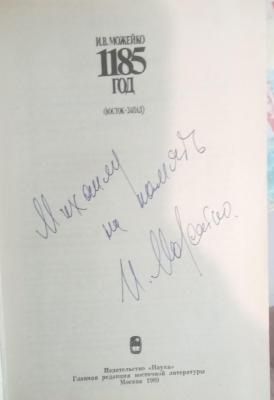 И.В. МОЖЕЙКО
1185
ГОД
(ВОСТОК-ЗАПАД)
Михаилу
на память
И. Можейко.
Издательство «Наука»
Главная редакция восточной литературы
Москва 1989